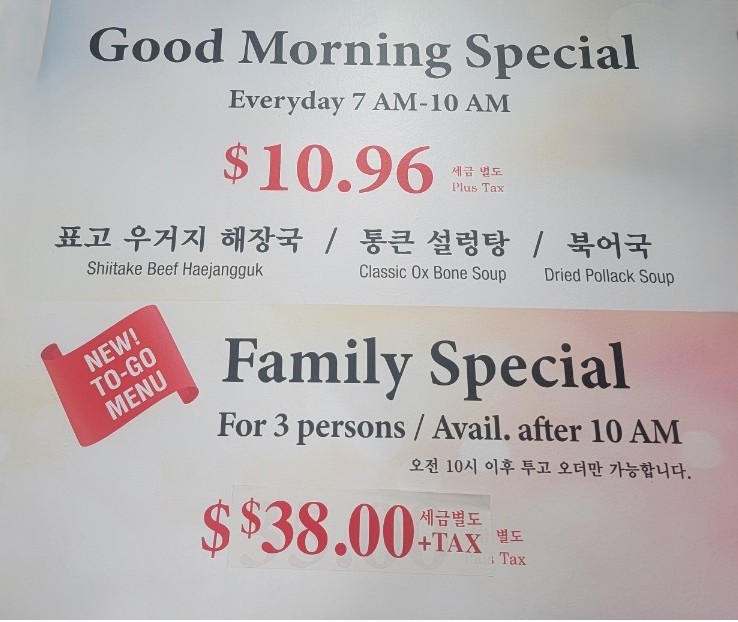 Good Morning Special
Everyday 7 AM-10 AM
$10.96 세금 별도
Plus Tax
표고 우거지 해장국 / 통큰 설렁탕 / 북어국
Shiitake Beef Haejangguk Classic Ox Bone Soup Dried Pollack Soup
NEW!
TO-GO
MENU
Family Special
For 3 persons / Avail. after 10 AM
오전 10시 이후 투고 오더만 가능합니다.
$ $38.00 세금별도 별도
+TAX Tax